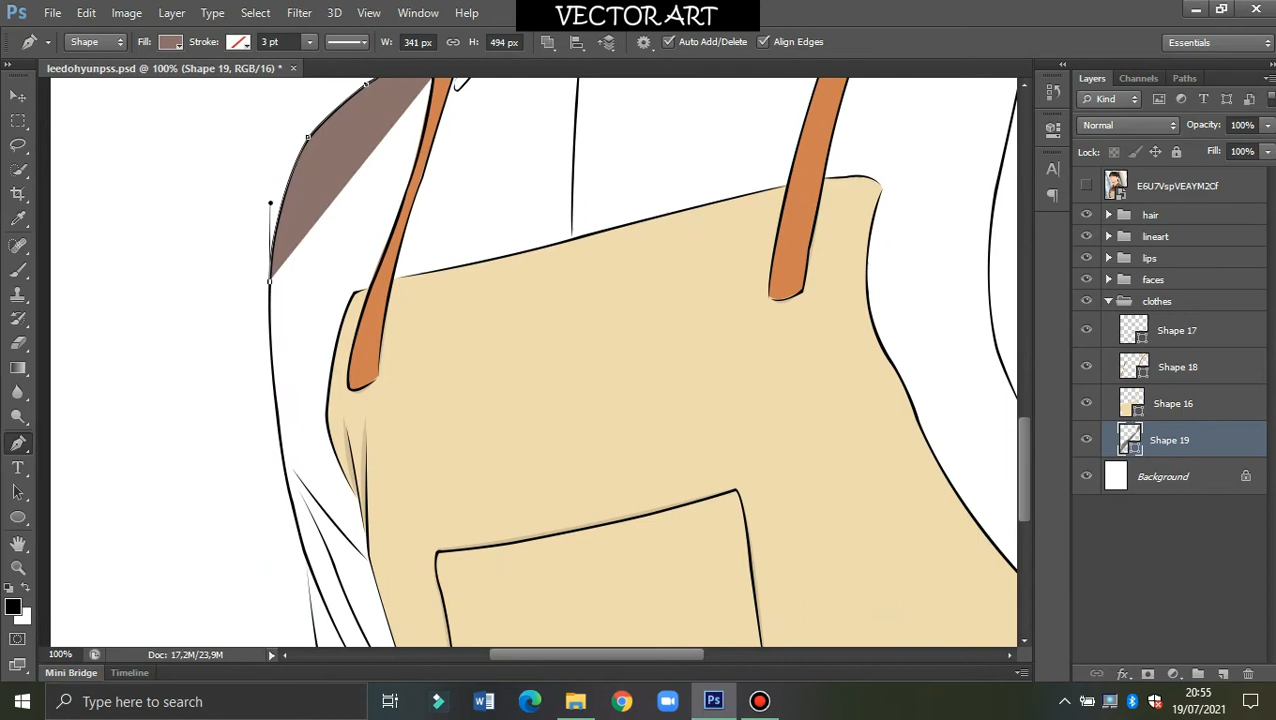 VECTOR ART
Ps File Edit Image Layer Type Select Filter 3D View Window Help
Shape Fill: Stroke: 3 pt W: 341 px H: 494 px Auto Add/Delete Align Edges Essentials
leedohyunpss.psd @ 100% (Shape 19, RGB/16) *
Layers Channels Paths
Kind
Normal Opacity: 100%
Lock: Fill: 100%
E6U7VspVEAYM2Cf
hair
lineart
lips
faces
clothes
Shape 17
Shape 18
Shape 16
Shape 19
Background
100% Doc: 17,2M/23,9M
Mini Bridge Timeline
Type here to search
20:55
19/07/2021